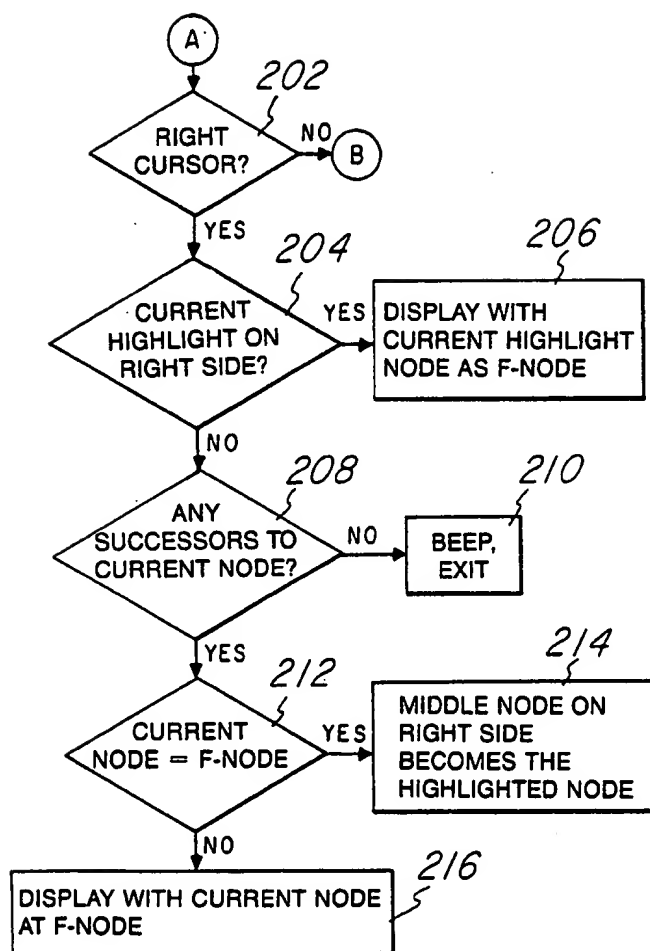 A
202
RIGHT
CURSOR?
NO
B
YES
204
CURRENT
HIGHLIGHT ON
RIGHT SIDE?
YES
206
DISPLAY WITH
CURRENT HIGHLIGHT
NODE AS F-NODE
NO
208
ANY
SUCCESSORS TO
CURRENT NODE?
NO
210
BEEP,
EXIT
YES
212
CURRENT
NODE = F-NODE
YES
214
MIDDLE NODE ON
RIGHT SIDE
BECOMES THE
HIGHLIGHTED NODE
NO
216
DISPLAY WITH CURRENT NODE
AT F-NODE